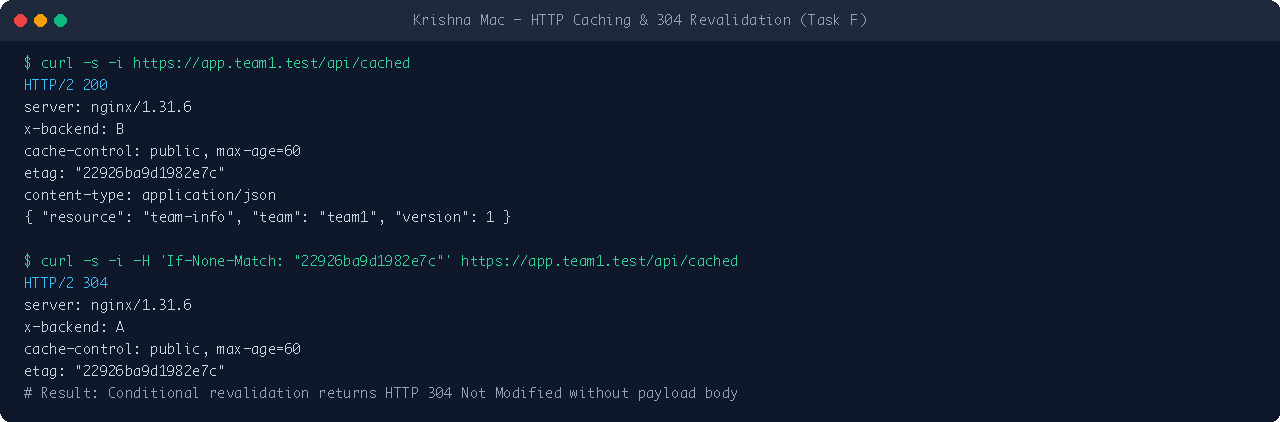 Krishna Mac - HTTP Caching & 304 Revalidation (Task F)
$ curl -s -i https://app.team1.test/api/cached
HTTP/2 200
server: nginx/1.31.6
x-backend: B
cache-control: public, max-age=60
etag: "22926ba9d1982e7c"
content-type: application/json
{ "resource": "team-info", "team": "team1", "version": 1 }
$ curl -s -i -H 'If-None-Match: "22926ba9d1982e7c"' https://app.team1.test/api/cached
HTTP/2 304
server: nginx/1.31.6
x-backend: A
cache-control: public, max-age=60
etag: "22926ba9d1982e7c"
# Result: Conditional revalidation returns HTTP 304 Not Modified without payload body